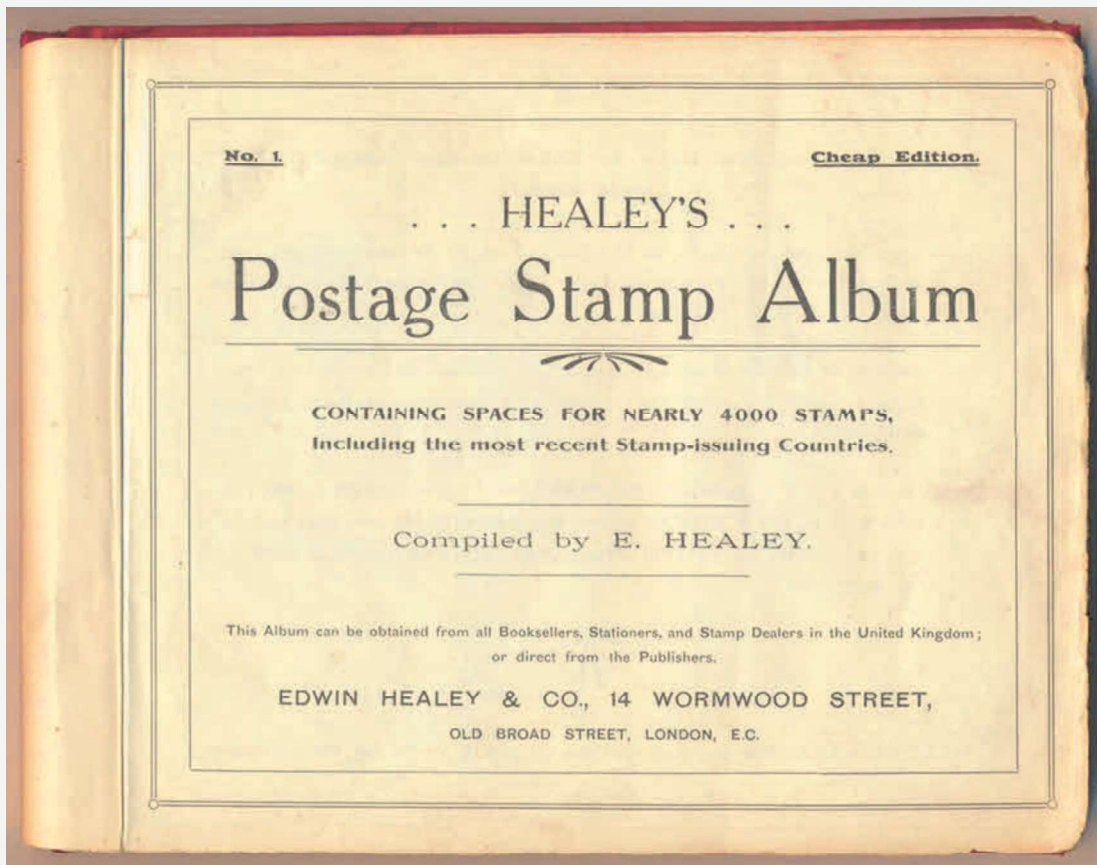 No. 1. Cheap Edition.
. . . HEALEY'S . . .
Postage Stamp Album
CONTAINING SPACES FOR NEARLY 4000 STAMPS,
Including the most recent Stamp-issuing Countries.
Compiled by E. HEALEY.
This Album can be obtained from all Booksellers, Stationers, and Stamp Dealers in the United Kingdom;
or direct from the Publishers.
EDWIN HEALEY & CO., 14 WORMWOOD STREET,
OLD BROAD STREET, LONDON, E.C.